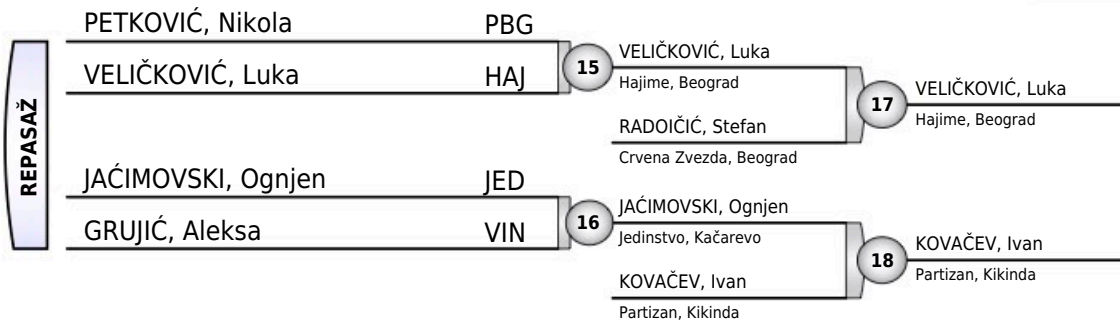 REPASAŽ
PETKOVIĆ, Nikola PBG
VELIČKOVIĆ, Luka HAJ
15
VELIČKOVIĆ, Luka
Hajime, Beograd
RADOIČIĆ, Stefan
Crvena Zvezda, Beograd
17
VELIČKOVIĆ, Luka
Hajime, Beograd
JAĆIMOVSKI, Ognjen JED
GRUJIĆ, Aleksa VIN
16
JAĆIMOVSKI, Ognjen
Jedinstvo, Kačarevo
KOVAČEV, Ivan
Partizan, Kikinda
18
KOVAČEV, Ivan
Partizan, Kikinda